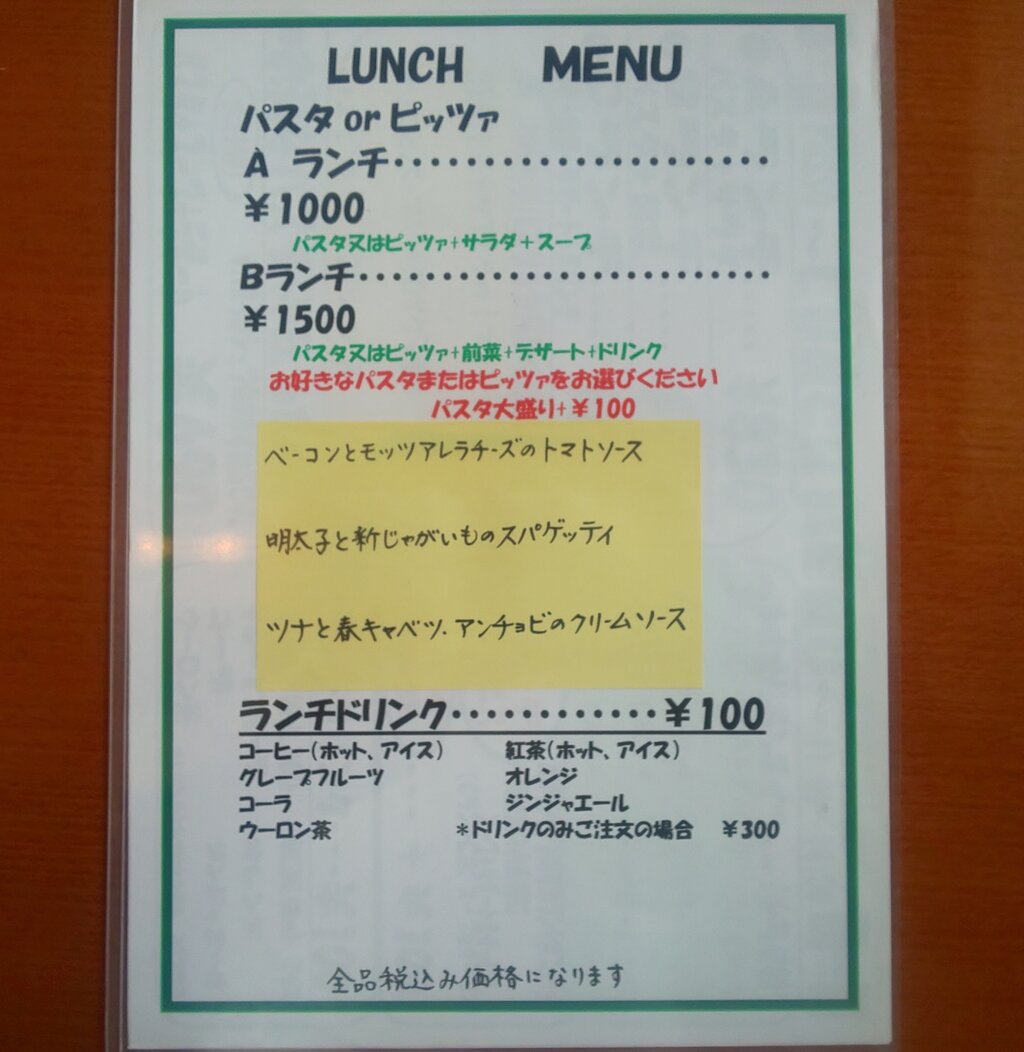 LUNCH MENU
パスタ or ピッツァ
A ランチ・・・・・・・・・・・・・・・・・・・・・・
￥1000
パスタ又はピッツァ+サラダ+スープ
Bランチ・・・・・・・・・・・・・・・・・・・・・・・・
￥1500
パスタ又はピッツァ+前菜+デザート+ドリンク
お好きなパスタまたはピッツァをお選びください
パスタ大盛り+￥100
ベーコンとモッツアレラチーズのトマトソース
明太子と新じゃがいものスパゲッティ
ツナと春キャベツ.アンチョビのクリームソース
ランチドリンク・・・・・・・・・・・・￥100
コーヒー(ホット、アイス) 紅茶(ホット、アイス)
グレープフルーツ オレンジ
コーラ ジンジャエール
ウーロン茶 *ドリンクのみご注文の場合 ￥300
全品税込み価格になります